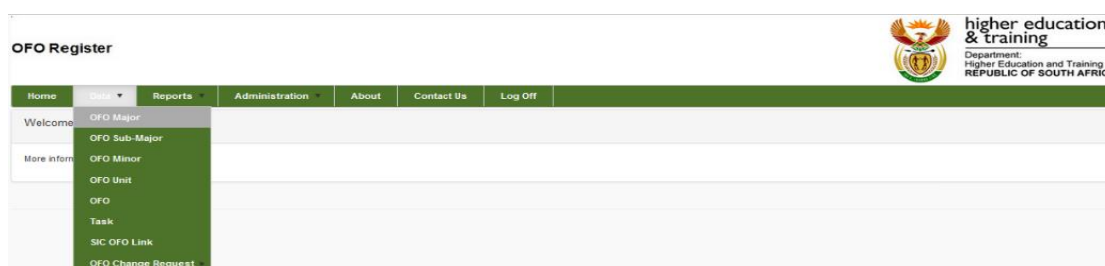 OFO Register
higher education
& training
Department:
Higher Education and Training
REPUBLIC OF SOUTH AFRIC
Home Data Reports Administration About Contact Us Log Off
Welcome
More inform
OFO Major
OFO Sub-Major
OFO Minor
OFO Unit
OFO
Task
SIC OFO Link
OFO Change Request